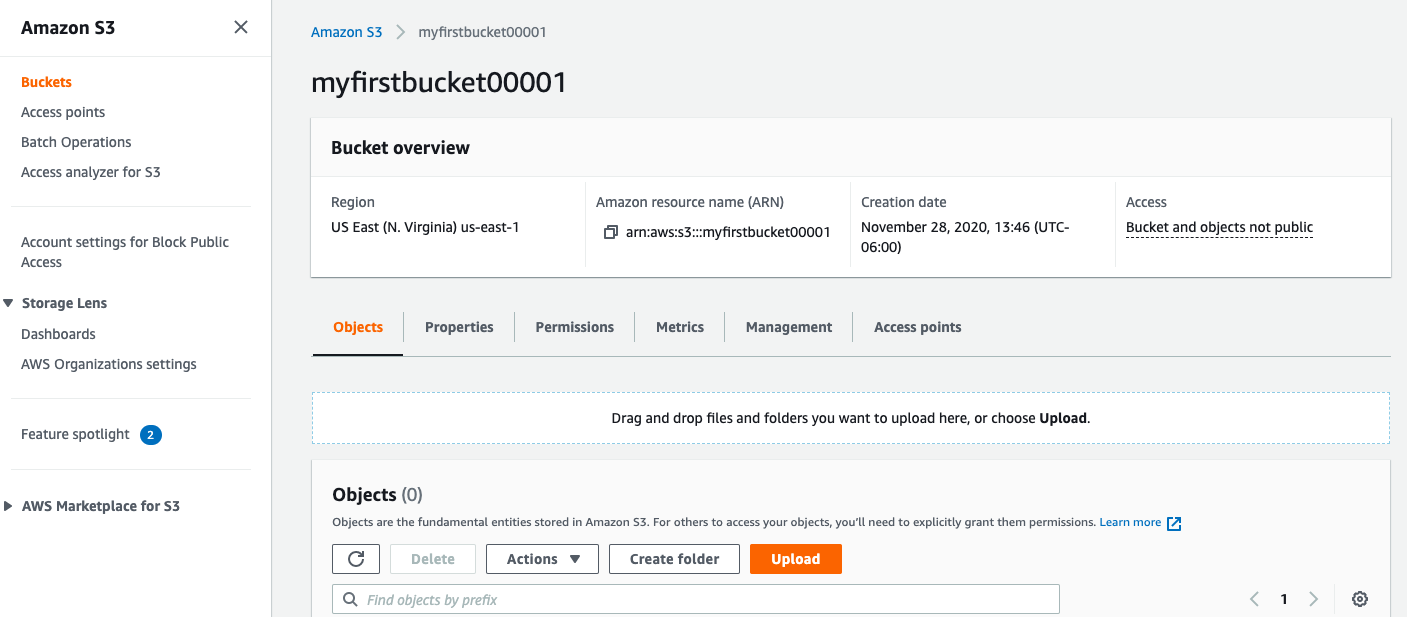 Amazon S3
Buckets
Access points
Batch Operations
Access analyzer for S3
Account settings for Block Public
Access
Storage Lens
Dashboards
AWS Organizations settings
Feature spotlight 2
AWS Marketplace for S3
Amazon S3 myfirstbucket00001
myfirstbucket00001
Bucket overview
Region
US East (N. Virginia) us-east-1
Amazon resource name (ARN)
arn:aws:s3:::myfirstbucket00001
Creation date
November 28, 2020, 13:46 (UTC-
06:00)
Access
Bucket and objects not public
Objects Properties Permissions Metrics Management Access points
Drag and drop files and folders you want to upload here, or choose Upload.
Objects (0)
Objects are the fundamental entities stored in Amazon S3. For others to access your objects, you'll need to explicitly grant them permissions. Learn more
Delete Actions Create folder Upload
Find objects by prefix 1